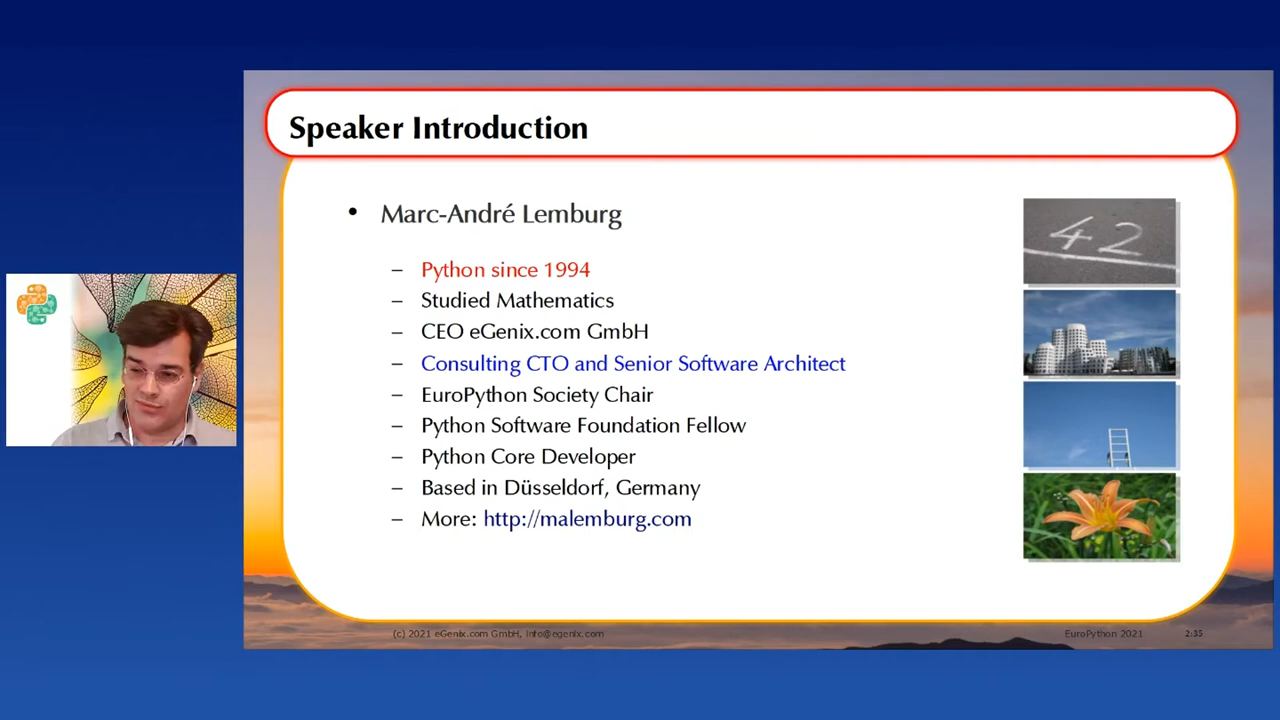 Speaker Introduction
• Marc-André Lemburg
– Python since 1994
– Studied Mathematics
– CEO eGenix.com GmbH
– Consulting CTO and Senior Software Architect
– EuroPython Society Chair
– Python Software Foundation Fellow
– Python Core Developer
– Based in Düsseldorf, Germany
– More: http://malemburg.com
42
(c) 2021 eGenix.com GmbH, info@egenix.com
EuroPython 2021
2:35